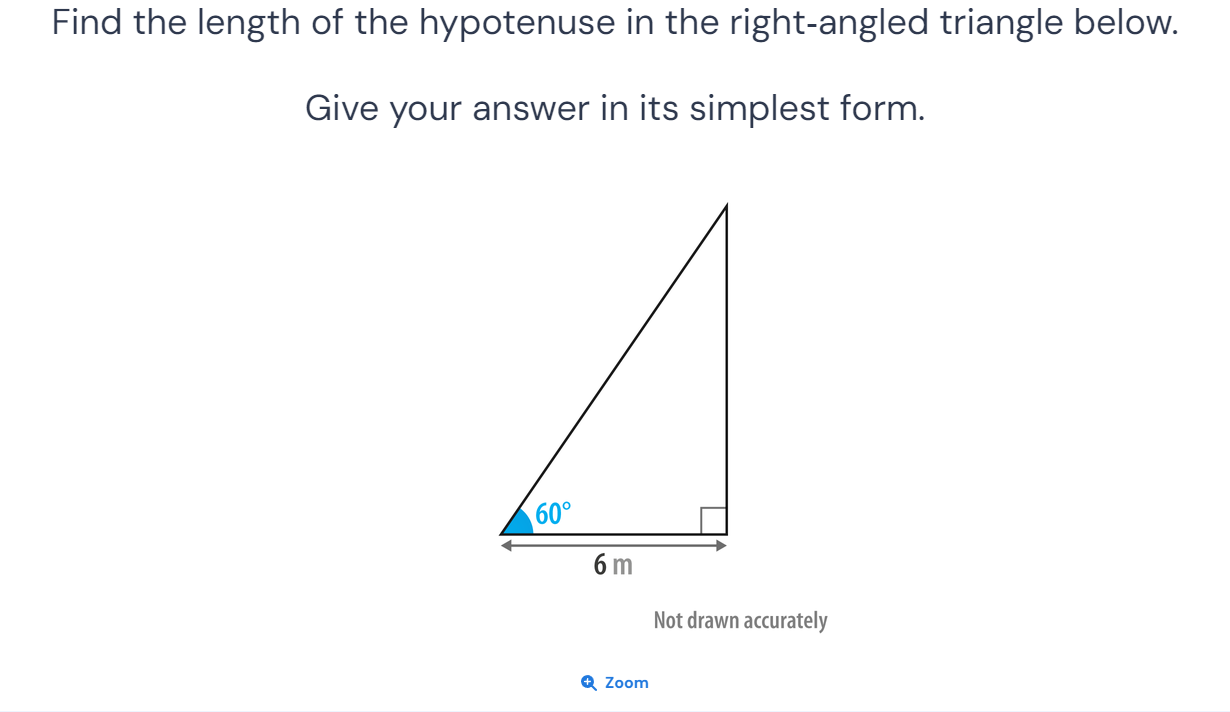 Find the length of the hypotenuse in the right-angled triangle below.
Give your answer in its simplest form.
60°
6 m
Not drawn accurately
Zoom